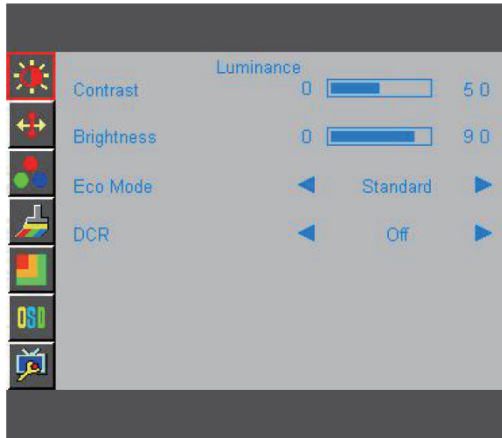 Luminance
Contrast 0 50
Brightness 0 90
Eco Mode Standard
DCR Off
OSD